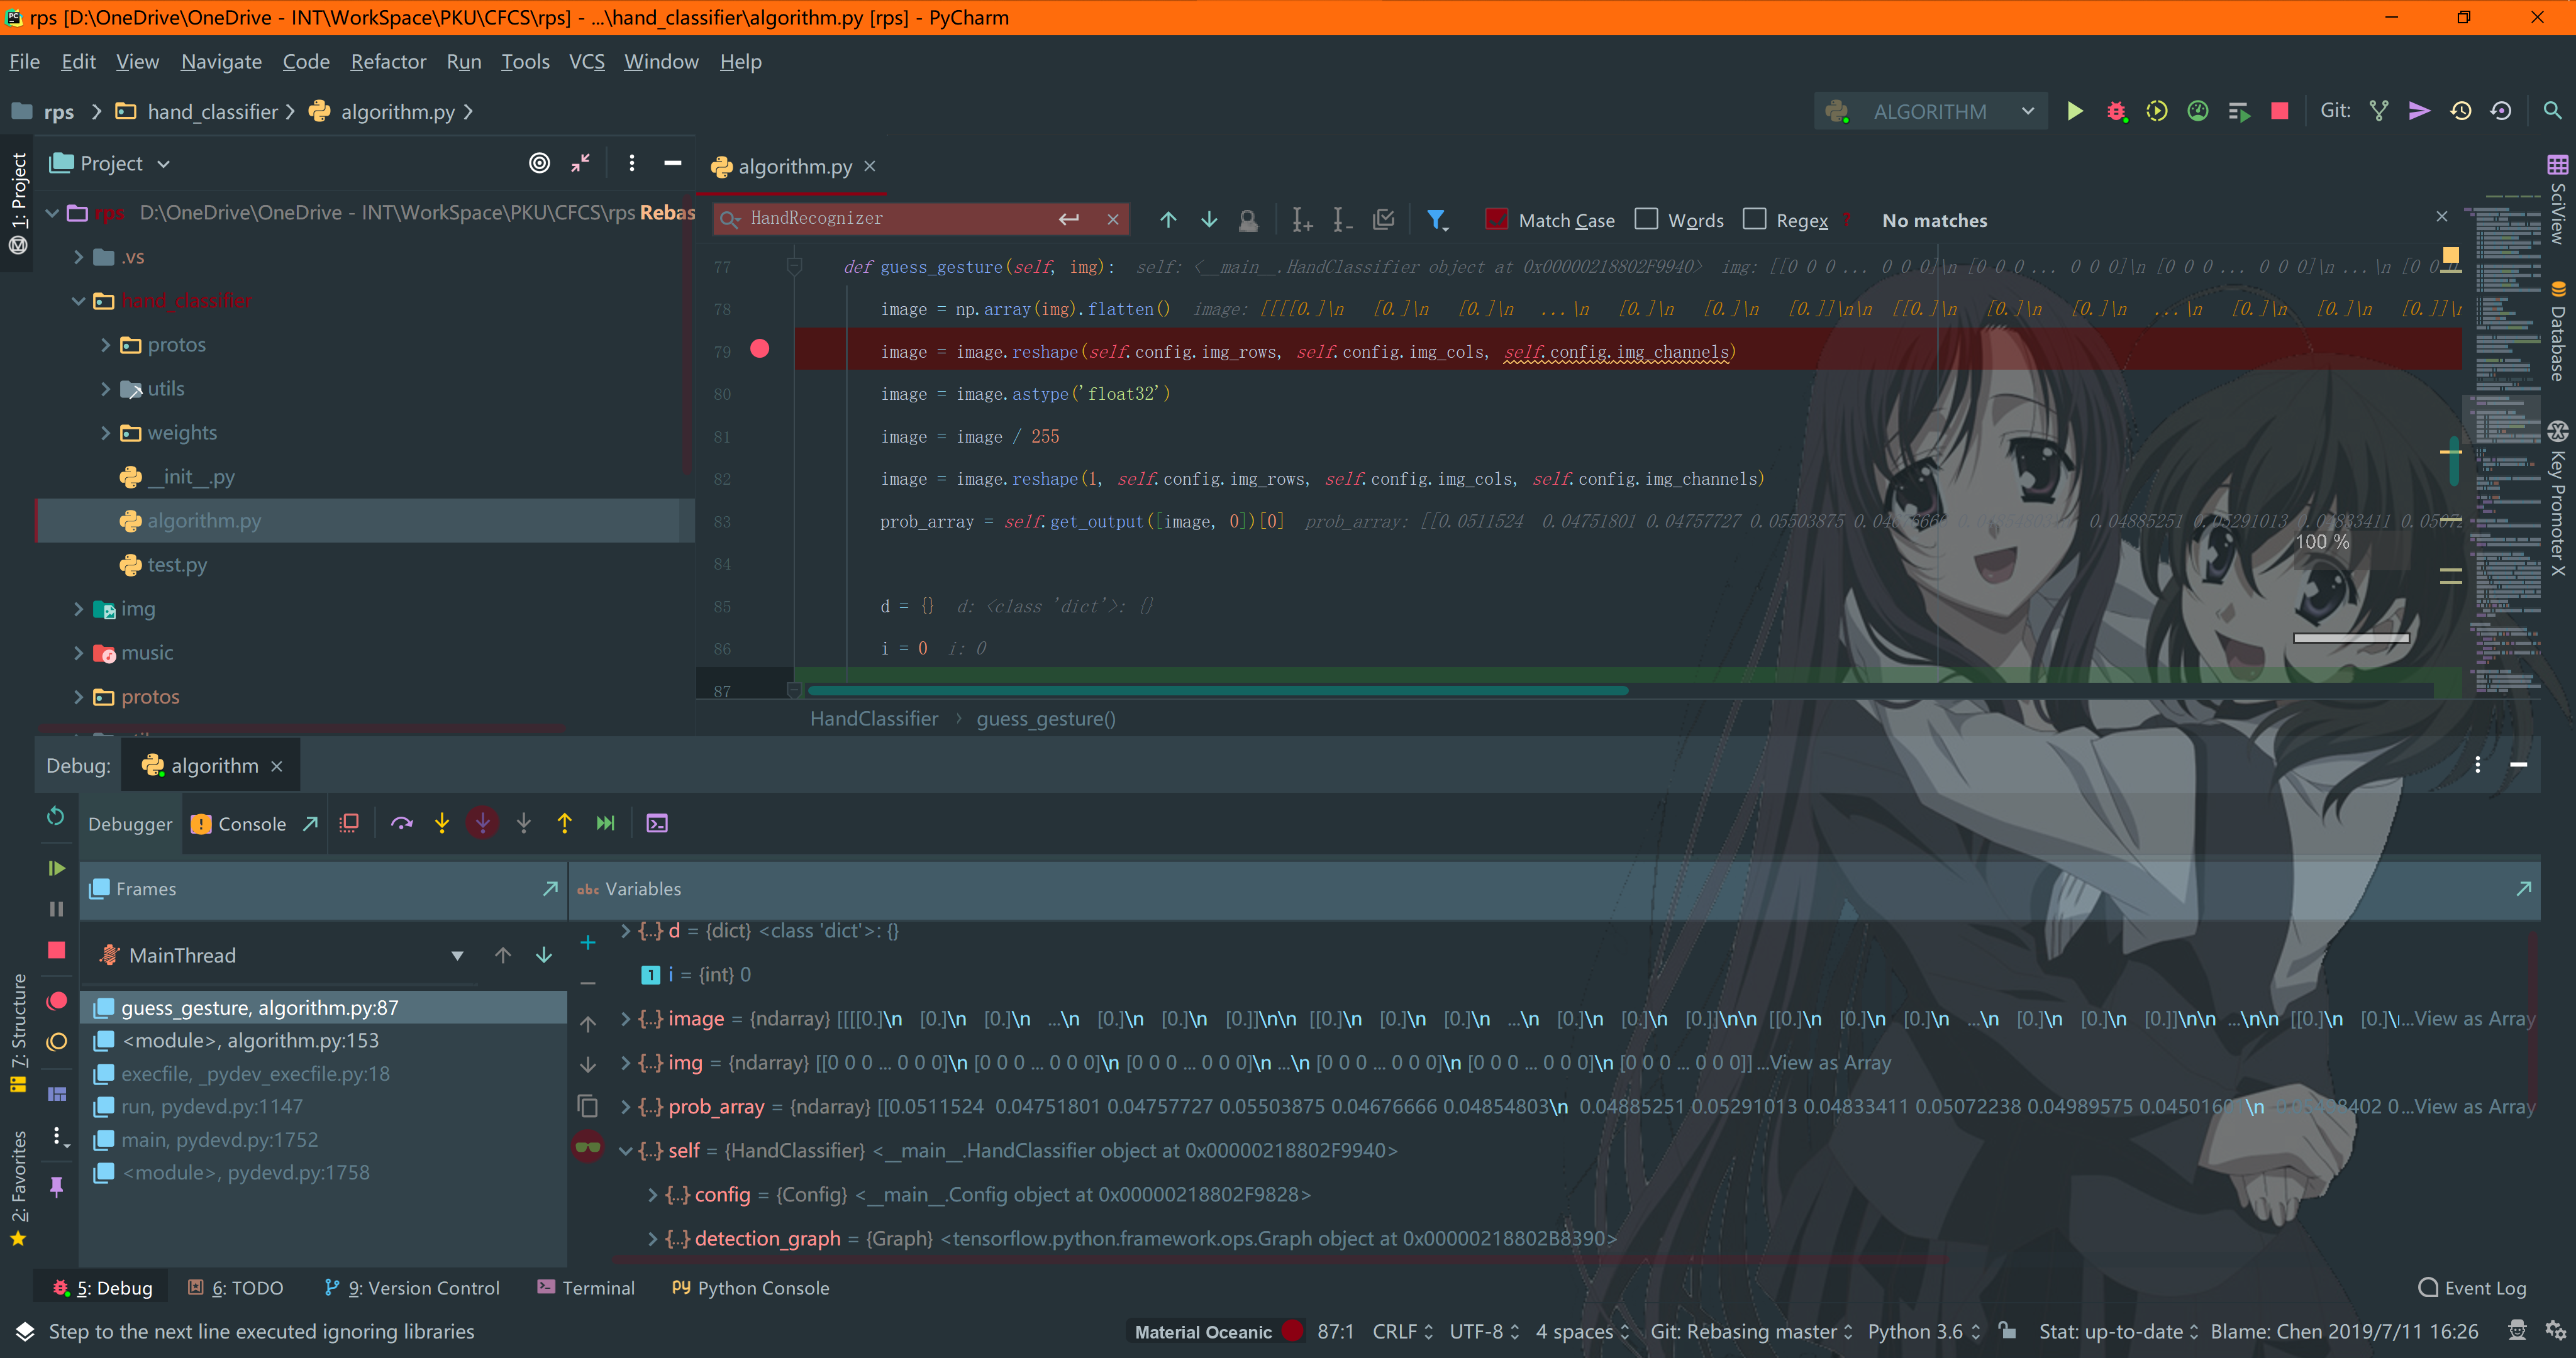 rps [D:\OneDrive\OneDrive - INT\WorkSpace\PKU\CFCS\rps] - ...\hand_classifier\algorithm.py [rps] - PyCharm
File Edit View Navigate Code Refactor Run Tools VCS Window Help
rps hand_classifier algorithm.py ALGORITHM Git:
1: Project
Project
algorithm.py
rps D:\OneDrive\OneDrive - INT\WorkSpace\PKU\CFCS\rps Rebas
.vs
hand_classifier
protos
utils
weights
__init__.py
algorithm.py
test.py
img
music
protos
HandRecognizer Match Case Words Regex ? No matches
77 def guess_gesture(self, img): self: <__main__.HandClassifier object at 0x00000218802F9940> img: [[0 0 0 ... 0 0 0]\n [0 0 0 ... 0 0 0]\n [0 0 0 ... 0 0 0]\n ...\n [0 0
78 image = np.array(img).flatten() image: [[[[0.]\n [0.]\n [0.]\n ...\n [0.]\n [0.]\n [0.]]\n\n [[0.]\n [0.]\n [0.]\n ...\n [0.]\n [0.]\n [0.]]\n
79 image = image.reshape(self.config.img_rows, self.config.img_cols, self.config.img_channels)
80 image = image.astype('float32')
81 image = image / 255
82 image = image.reshape(1, self.config.img_rows, self.config.img_cols, self.config.img_channels)
83 prob_array = self.get_output([image, 0])[0] prob_array: [[0.0511524 0.04751801 0.04757727 0.05503875 0.04676666 0.04854803\n 0.04885251 0.05291013 0.04833411 0.05072
84
85 d = {} d: <class 'dict'>: {}
86 i = 0 i: 0
87
100 %
HandClassifier guess_gesture()
SciView
Database
Key Promoter X
Debug: algorithm
Debugger Console
Frames
Variables
MainThread
guess_gesture, algorithm.py:87
<module>, algorithm.py:153
execfile, _pydev_execfile.py:18
run, pydevd.py:1147
main, pydevd.py:1752
<module>, pydevd.py:1758
{...} d = {dict} <class 'dict'>: {}
1 i = {int} 0
{...} image = {ndarray} [[[[0.]\n [0.]\n [0.]\n ...\n [0.]\n [0.]\n [0.]]\n\n [[0.]\n [0.]\n [0.]\n ...\n [0.]\n [0.]\n [0.]]\n\n [[0.]\n [0.]\n [0.]\n ...\n [0.]\n [0.]\n [0.]]\n\n ...\n\n [[0.]\n [0.]\...View as Array
{...} img = {ndarray} [[0 0 0 ... 0 0 0]\n [0 0 0 ... 0 0 0]\n [0 0 0 ... 0 0 0]\n ...\n [0 0 0 ... 0 0 0]\n [0 0 0 ... 0 0 0]\n [0 0 0 ... 0 0 0]] ...View as Array
{...} prob_array = {ndarray} [[0.0511524 0.04751801 0.04757727 0.05503875 0.04676666 0.04854803\n 0.04885251 0.05291013 0.04833411 0.05072238 0.04989575 \n 0...View as Array
{...} self = {HandClassifier} <__main__.HandClassifier object at 0x00000218802F9940>
{...} config = {Config} <__main__.Config object at 0x00000218802F9828>
{...} detection_graph = {Graph} <tensorflow.python.framework.ops.Graph object at 0x00000218802B8390>
7: Structure
2: Favorites
5: Debug 6: TODO 9: Version Control Terminal Python Console Event Log
Step to the next line executed ignoring libraries Material Oceanic 87:1 CRLF UTF-8 4 spaces Git: Rebasing master Python 3.6 Stat: up-to-date Blame: Chen 2019/7/11 16:26